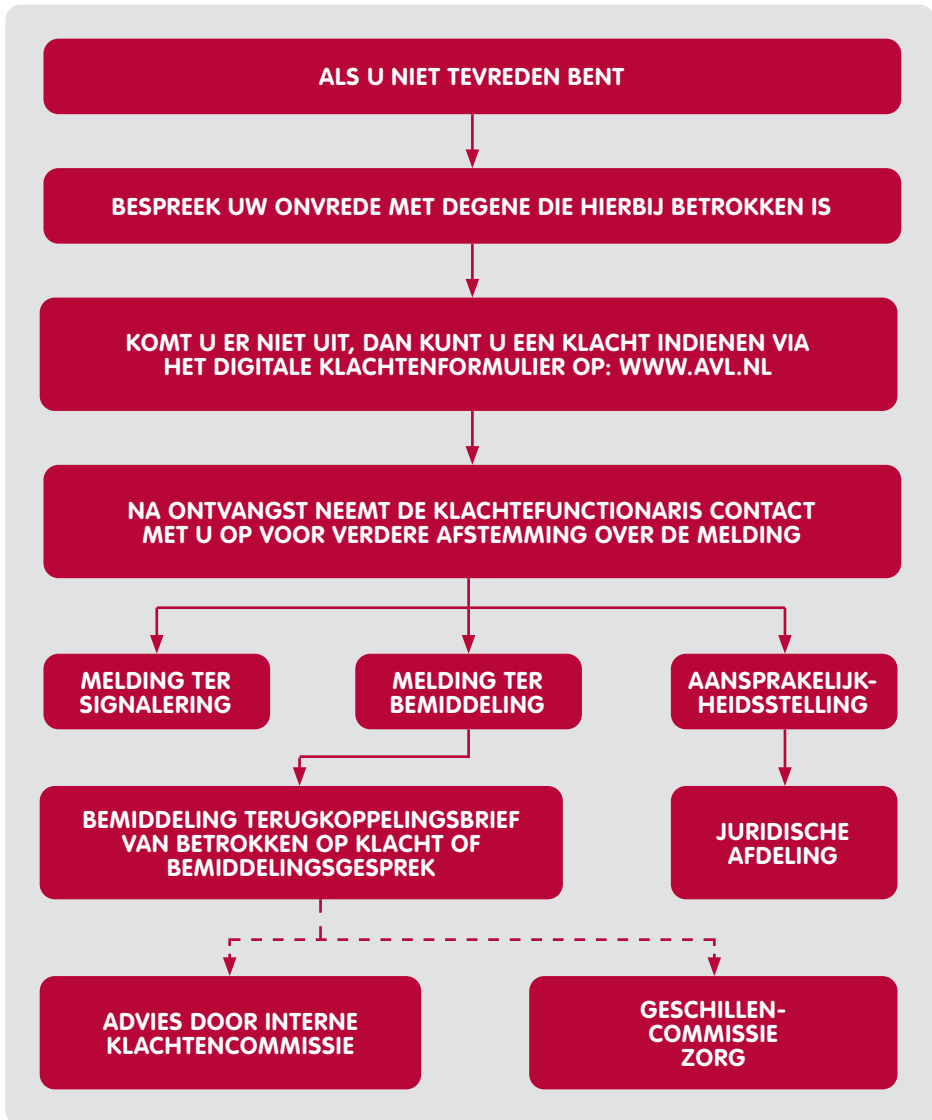 ALS U NIET TEVREDEN BENT
BESPREEK UW ONVREDE MET DEGENE DIE HIERBIJ BETROKKEN IS
KOMT U ER NIET UIT, DAN KUNT U EEN KLACHT INDIENEN VIA
HET DIGITALE KLACHTENFORMULIER OP: WWW.AVL.NL
NA ONTVANGST NEEMT DE KLACHTEFUNCTIONARIS CONTACT
MET U OP VOOR VERDERE AFSTEMMING OVER DE MELDING
MELDING TER
SIGNALERING
MELDING TER
BEMIDDELING
AANSPRAKELIJK-
HEIDSSTELLING
BEMIDDELING TERUGKOPPELINGSBRIEF
VAN BETROKKEN OP KLACHT OF
BEMIDDELINGSGESPREK
JURIDISCHE
AFDELING
ADVIES DOOR INTERNE
KLACHTENCOMMISSIE
GESCHILLEN-
COMMISSIE
ZORG